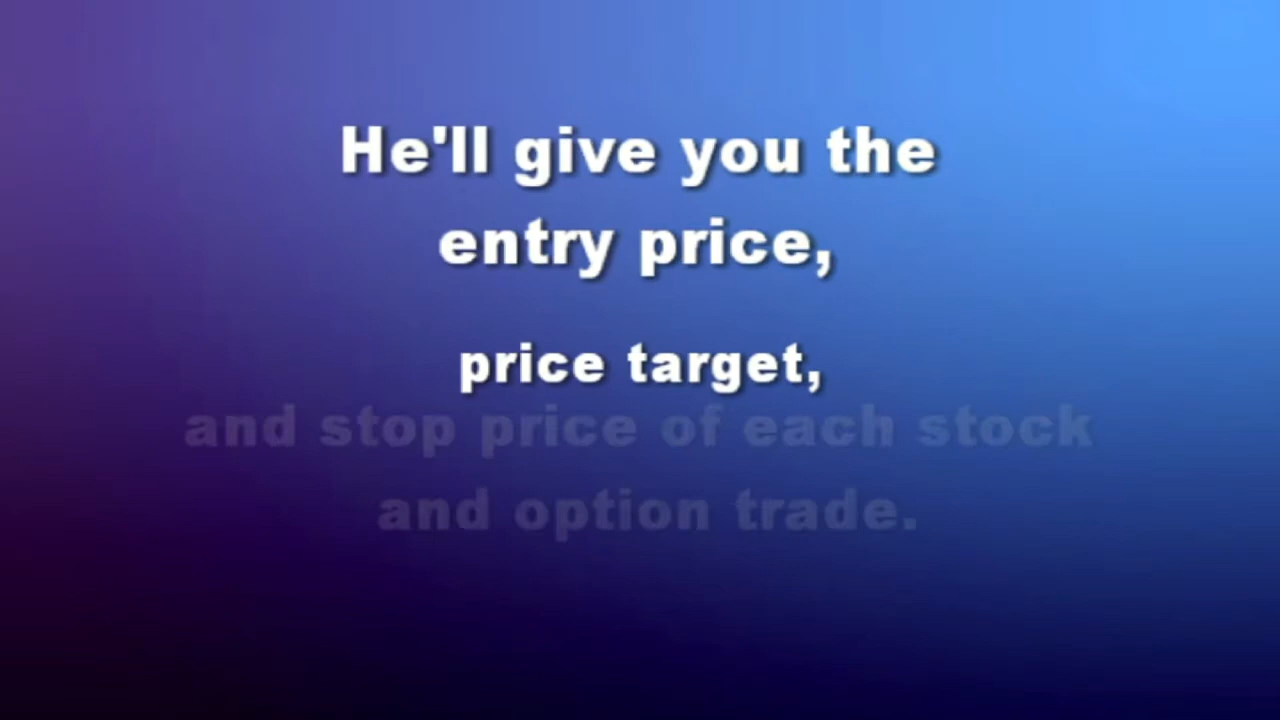 He'll give you the
entry price,
price target,
and stop price of each stock
and option trade.